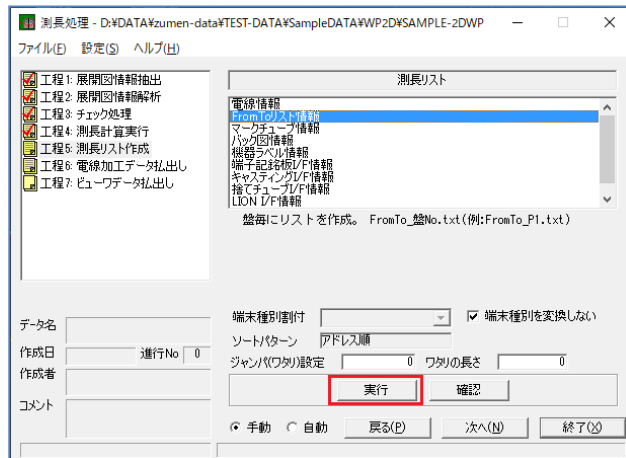 測長処理 - D:¥DATA¥zumen-data¥TEST-DATA¥SampleDATA¥WP2D¥SAMPLE-2DWP
ファイル(F) 設定(S) ヘルプ(H)
工程1: 展開図情報抽出
工程2: 展開図情報解析
工程3: チェック処理
工程4: 測長計算実行
工程5: 測長リスト作成
工程6: 電線加工データ払出し
工程7: ビューワデータ払出し
測長リスト
電線情報
FromToリスト情報
マークチューブ情報
バック図情報
機器ラベル情報
端子記銘板I/F情報
キャスティングI/F情報
捨てチューブI/F情報
LION I/F情報
盤毎にリストを作成。 FromTo_盤No.txt(例:FromTo_P1.txt)
端末種別割付
端末種別を変換しない
ソートパターン アドレス順
ジャンパ(ワタリ)設定 0 ワタリの長さ 0
実行 確認
データ名
作成日 進行No 0
作成者
コメント
手動 自動 戻る(P) 次へ(N) 終了(X)